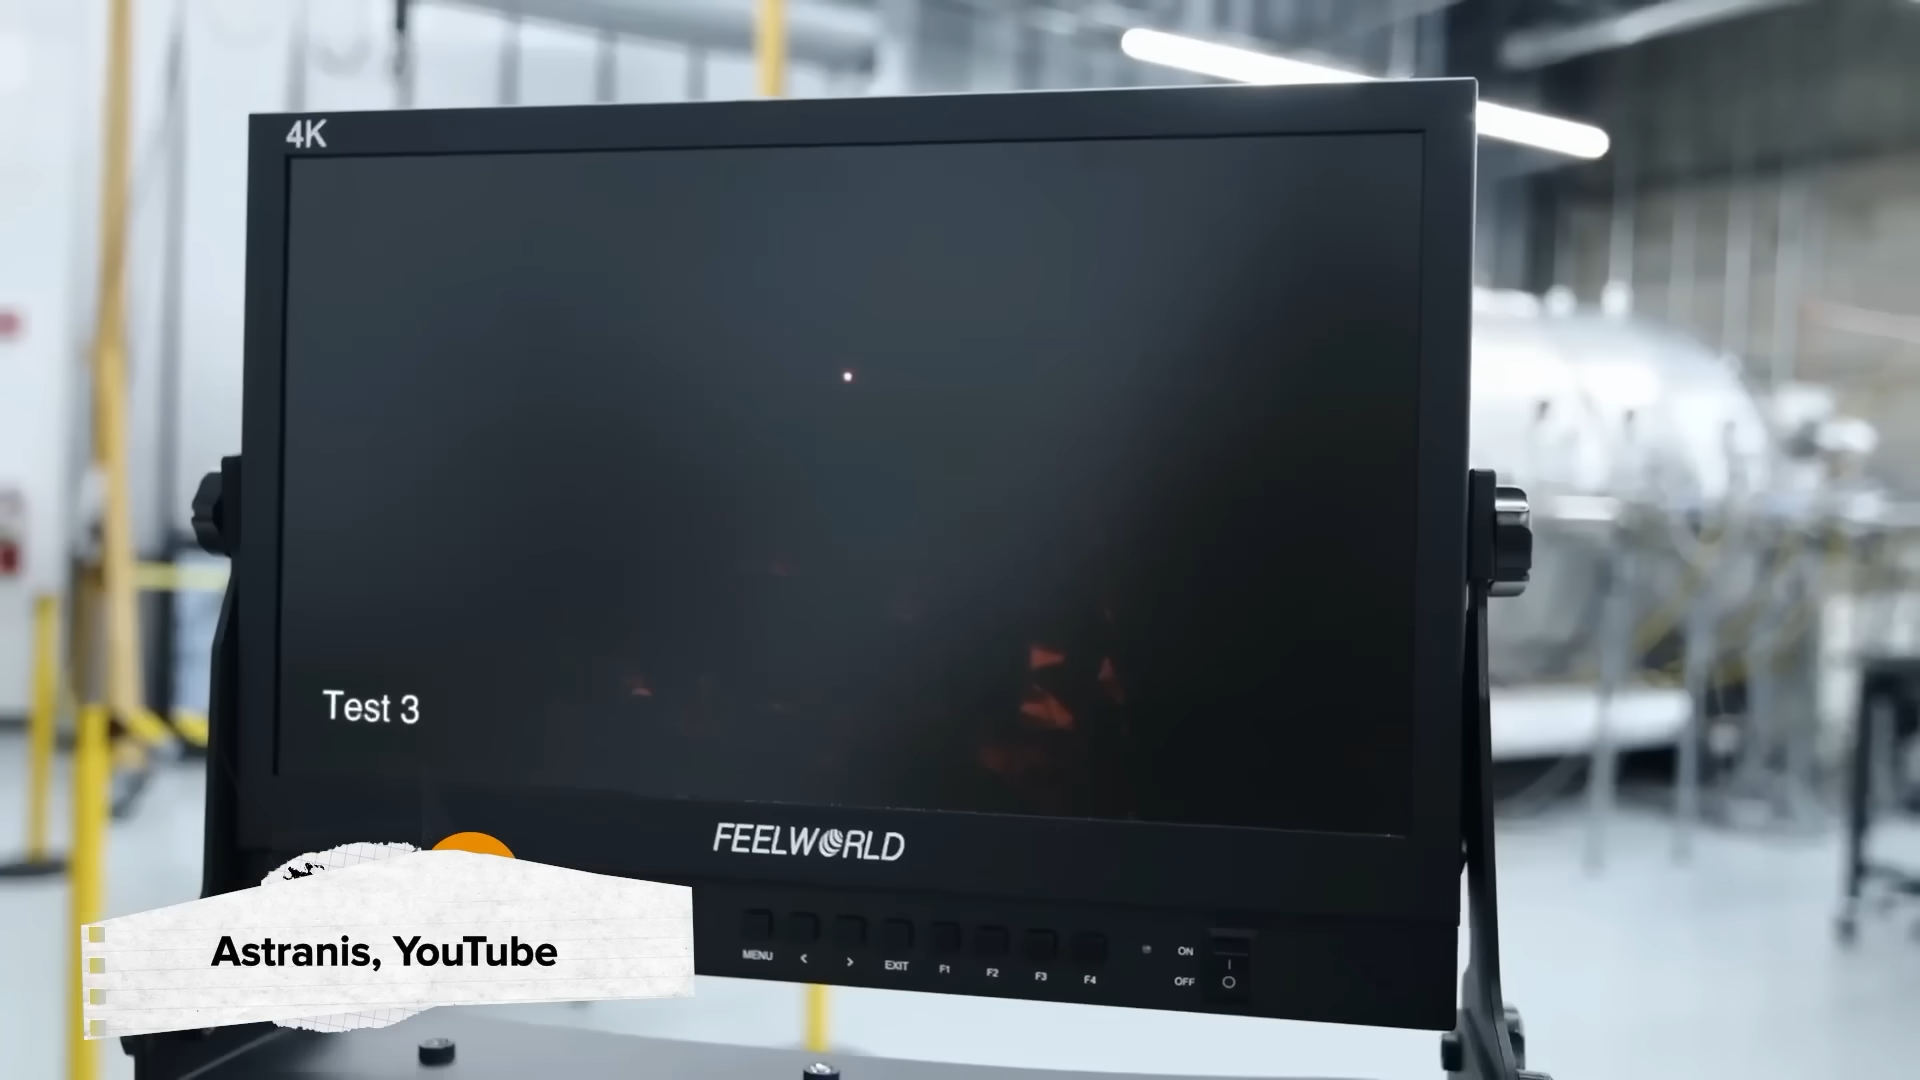 4K
Test 3
FEELWORLD
MENU < > EXIT F1 F2 F3 F4 ON
OFF
Astranis, YouTube